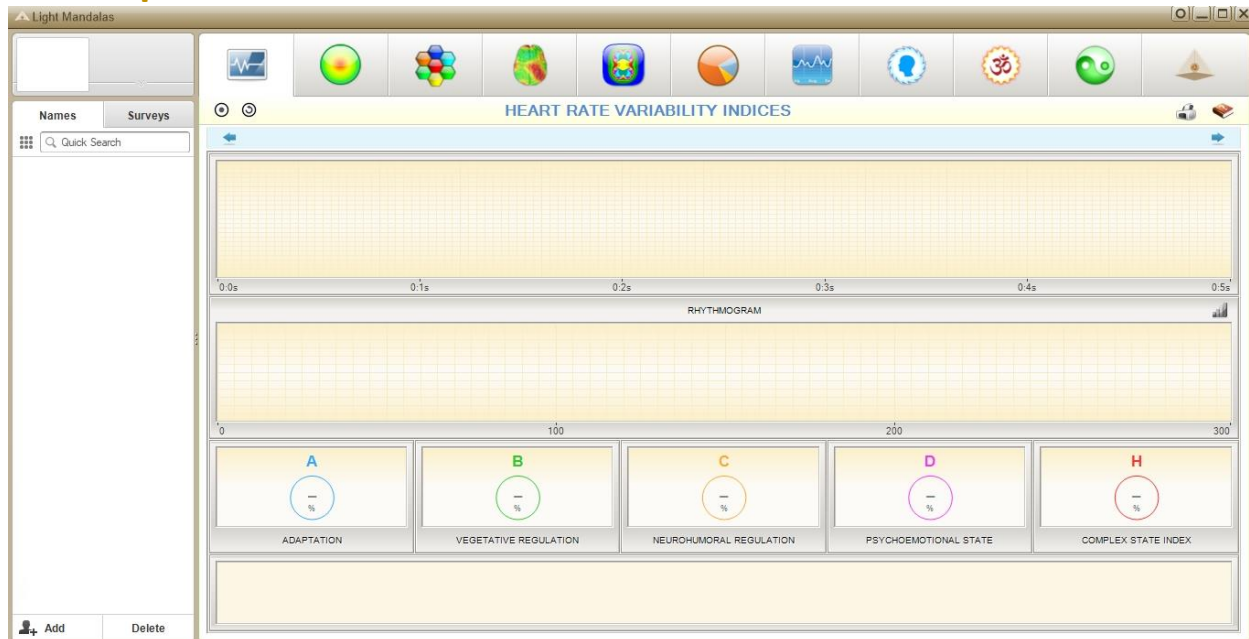 Light Mandalas
Names Surveys
Quick Search
HEART RATE VARIABILITY INDICES
0:0s 0:1s 0:2s 0:3s 0:4s 0:5s
RHYTHMOGRAM
0 100 200 300
A B C D H
– – – – –
% % % % %
ADAPTATION VEGETATIVE REGULATION NEUROHUMORAL REGULATION PSYCHOEMOTIONAL STATE COMPLEX STATE INDEX
Add Delete